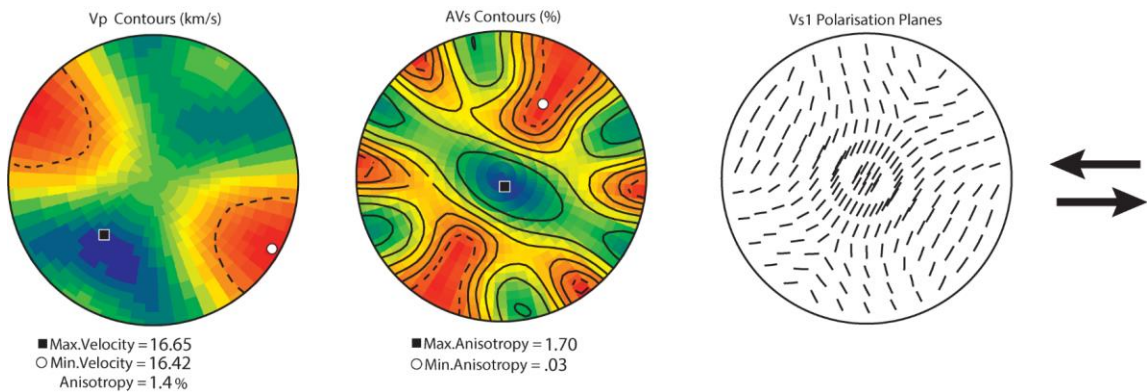 Vp Contours (km/s)
AVs Contours (%)
Vs1 Polarisation Planes
Max.Velocity = 16.65
Min.Velocity = 16.42
Anisotropy = 1.4 %
Max.Anisotropy = 1.70
Min.Anisotropy = .03